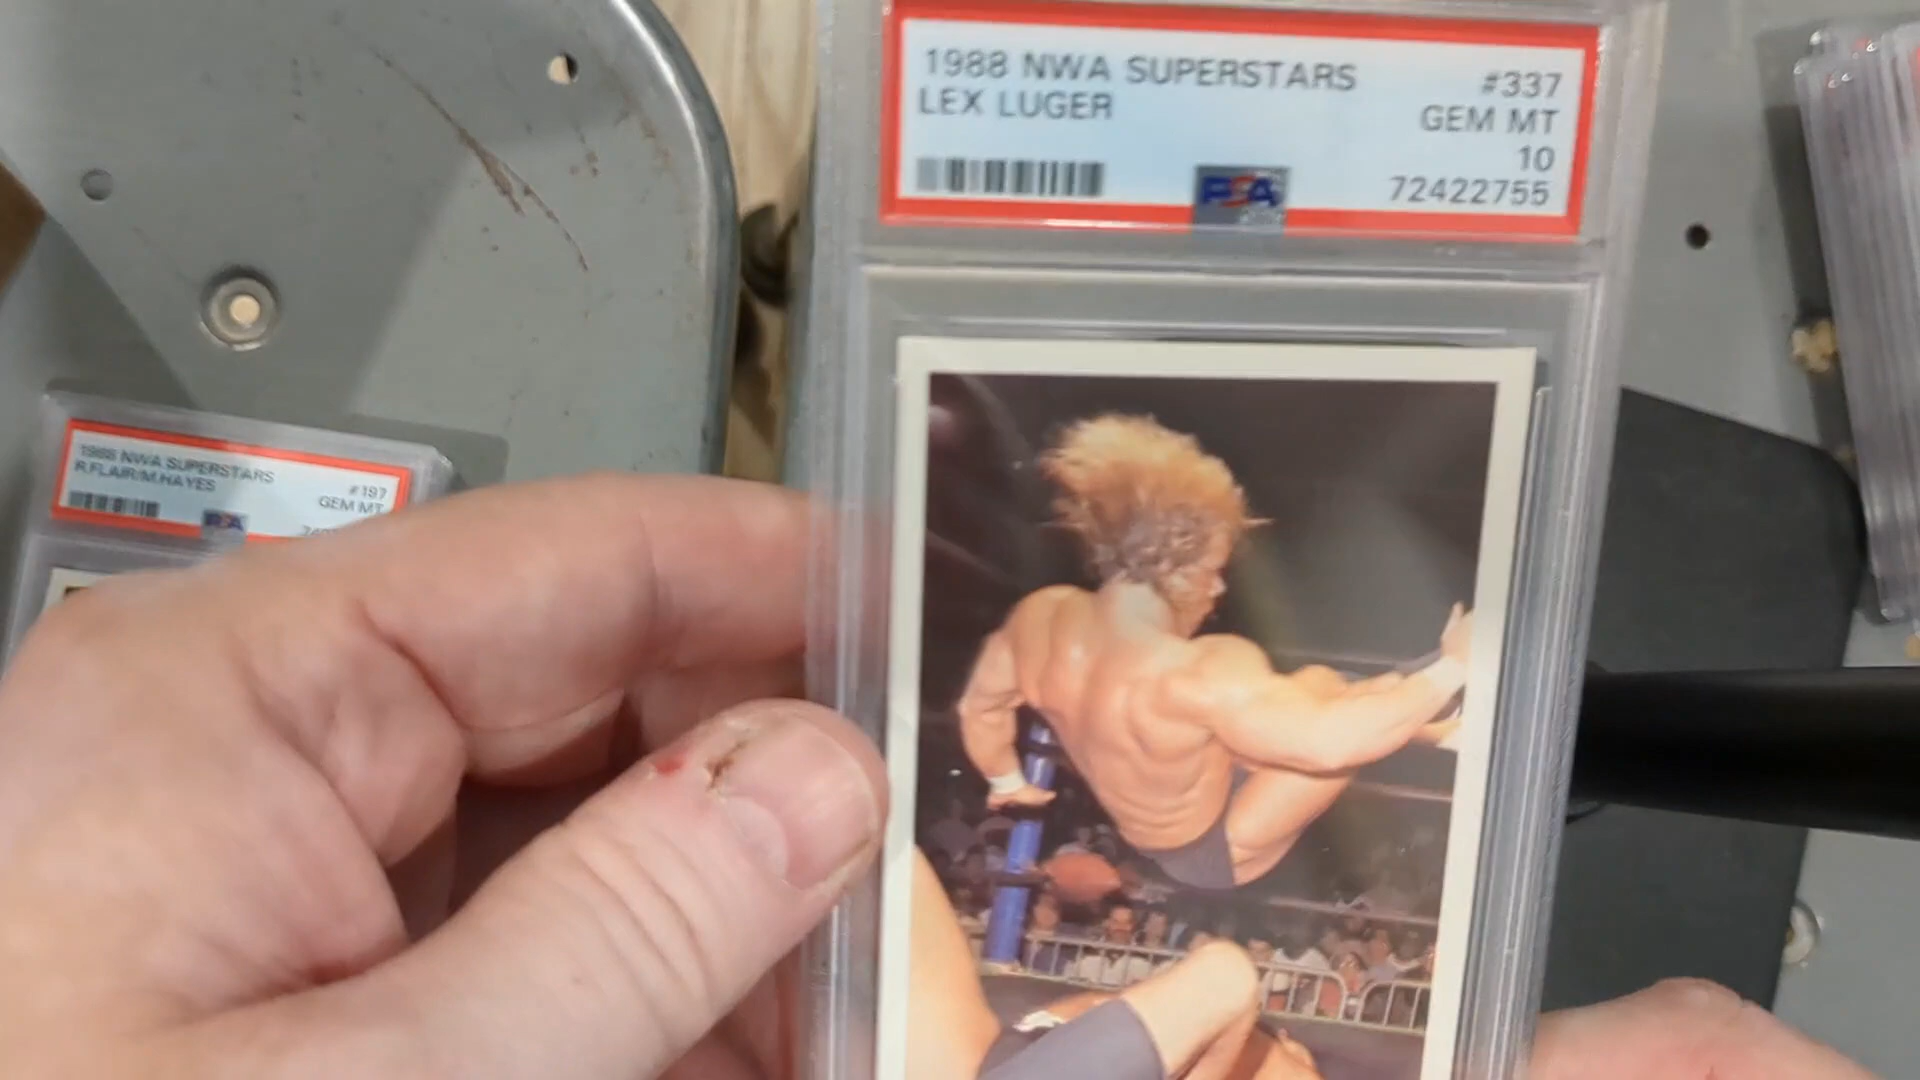 1988 NWA SUPERSTARS
LEX LUGER
#337
GEM MT
10
72422755
PSA
1988 NWA SUPERSTARS
R.FLAIR/M.HAYES
#197
GEM MT
PSA